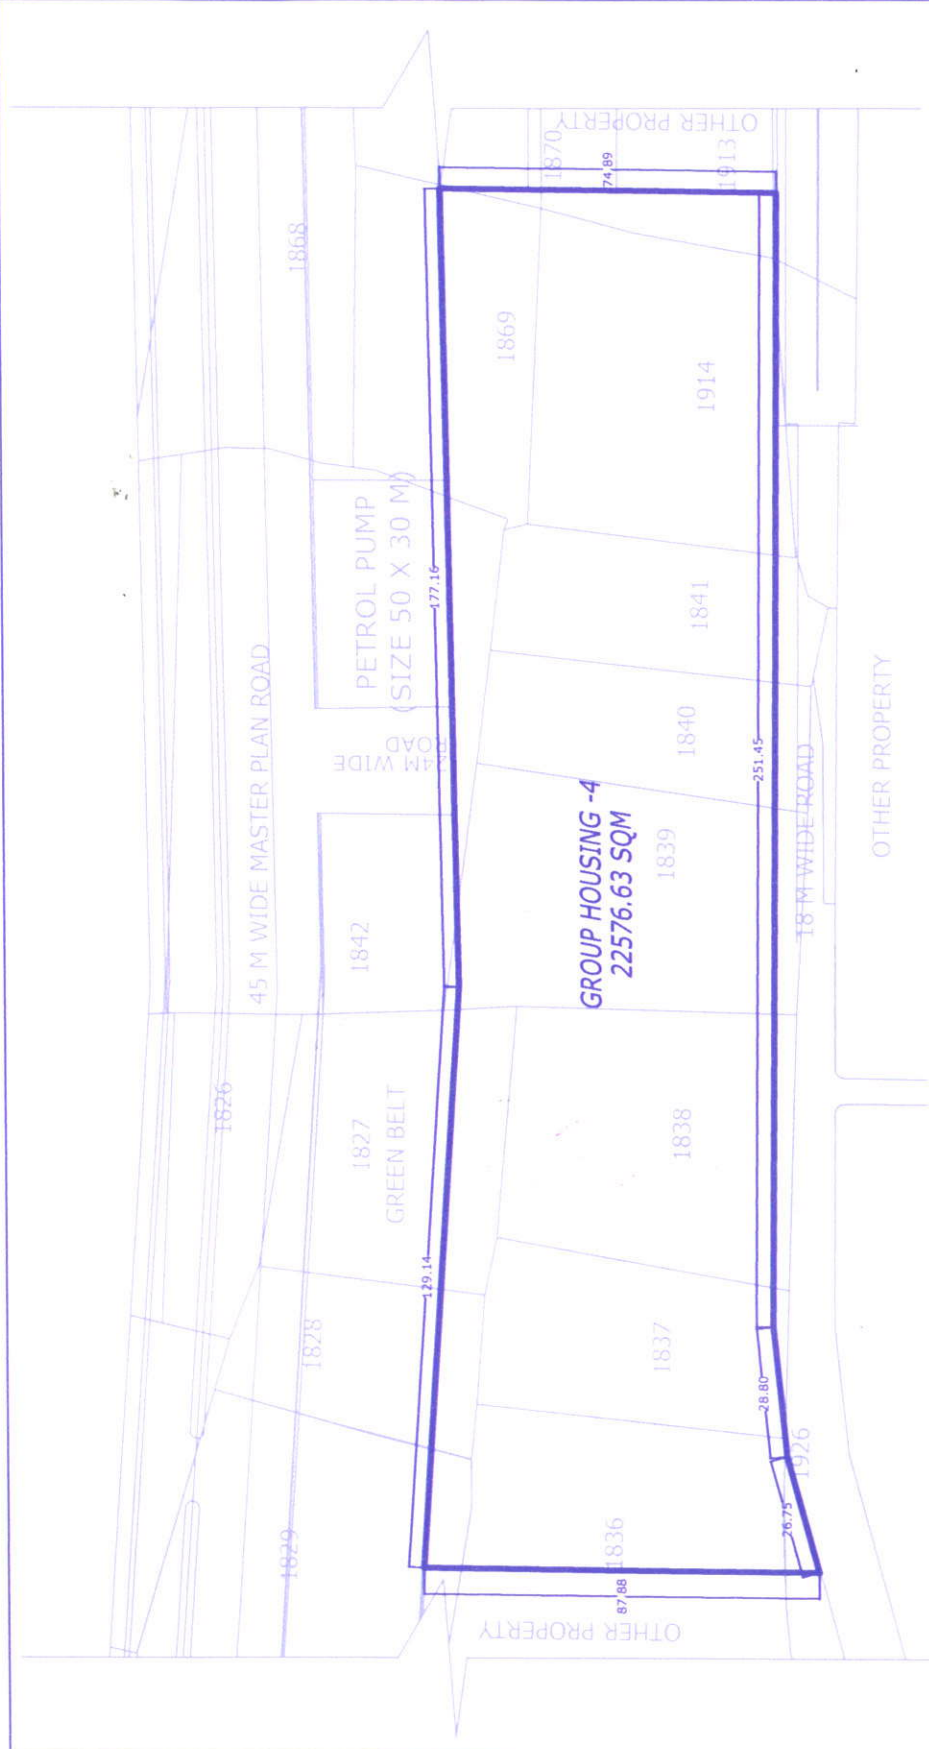 OTHER PROPERTY
1870
74.89
1913
1868
1869
1914
PETROL PUMP
(SIZE 50 X 30 M)
177.16
1841
45 M WIDE MASTER PLAN ROAD
24M WIDE
ROAD
1840
251.45
18 M WIDE ROAD
OTHER PROPERTY
GROUP HOUSING -4
22576.63 SQM
1839
1842
1826
1827
GREEN BELT
1838
129.14
1828
1837
28.80
1926
1829
1836
26.75
87.88
OTHER PROPERTY